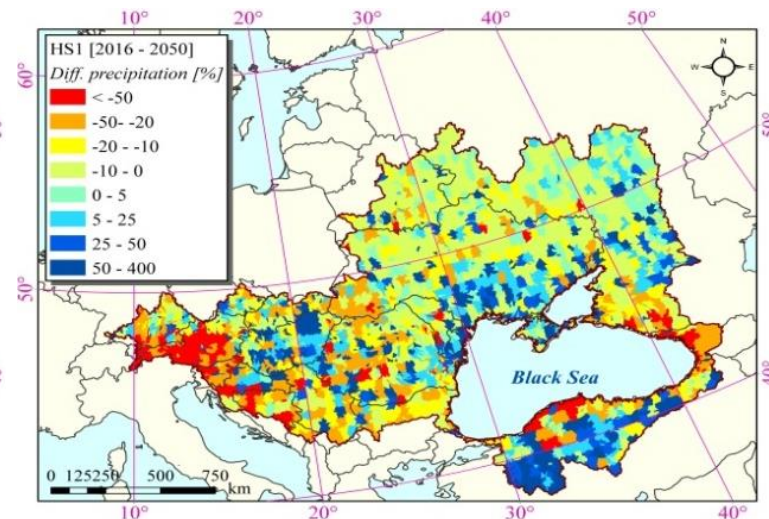 10° 20° 30° 40° 50°
HS1 [2016 - 2050]
Diff. precipitation [%]
< -50
-50- -20
-20 - -10
-10 - 0
0 - 5
5 - 25
25 - 50
50 - 400
N
W E
S
60°
50°
50°
40°
Black Sea
0 125250 500 750
km
10° 20° 30° 40°